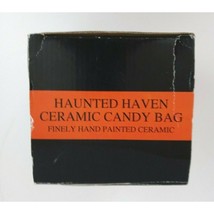 HAUNTED HAVEN
CERAMIC CANDY BAG
FINELY HAND PAINTED CERAMIC